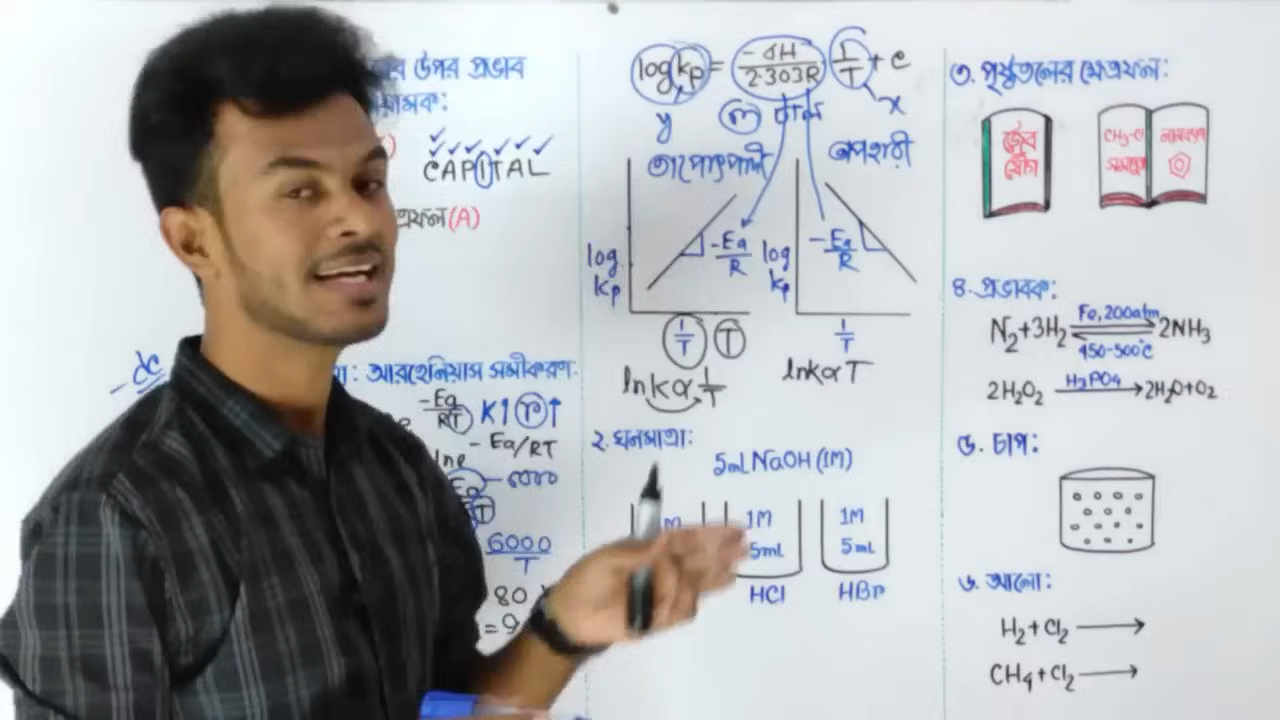 উপর প্রভাব
CAPITAL
(A)
আরহেনিয়াস সমীকরণ:
-Ea/RT K↑ r↑
lne -Ea/RT
6000/T
80
log kp = -ΔH/2.303R 1/T + c
y m ঢাল x
তাপোৎপাদী
log kp
-Ea/R
1/T T
lnk α 1/T
তাপহারী
log kp
-Ea/R
1/T
lnk α T
২. ঘনমাত্রা:
5mL NaOH (1M)
1M 1M
5mL 5mL
HCl HBr
৩. পৃষ্ঠতলের ক্ষেত্রফল:
জৈব যৌগ
CH3-Cl নামকরণ
৪. প্রভাবক:
N2+3H2 ⇌ 2NH3
Fe, 200atm
450-500°C
2H2O2 → 2H2O+O2
H3PO4
৫. চাপ:
৬. আলো:
H2+Cl2 →
CH4+Cl2 →